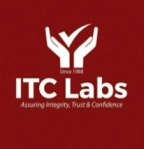 Since 1988
ITC Labs
Assuring Integrity, Trust & Confidence